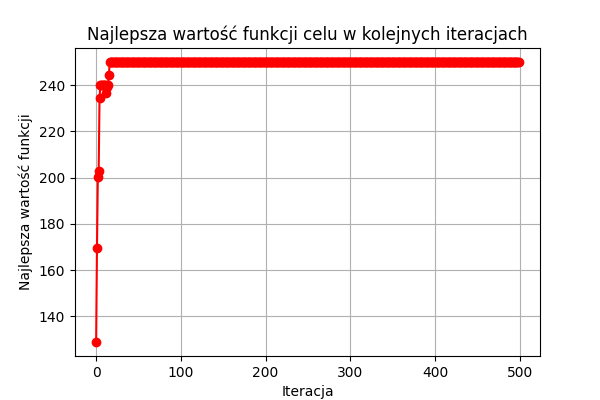 Najlepsza wartość funkcji celu w kolejnych iteracjach
Najlepsza wartość funkcji
240
220
200
180
160
140
0 100 200 300 400 500
Iteracja